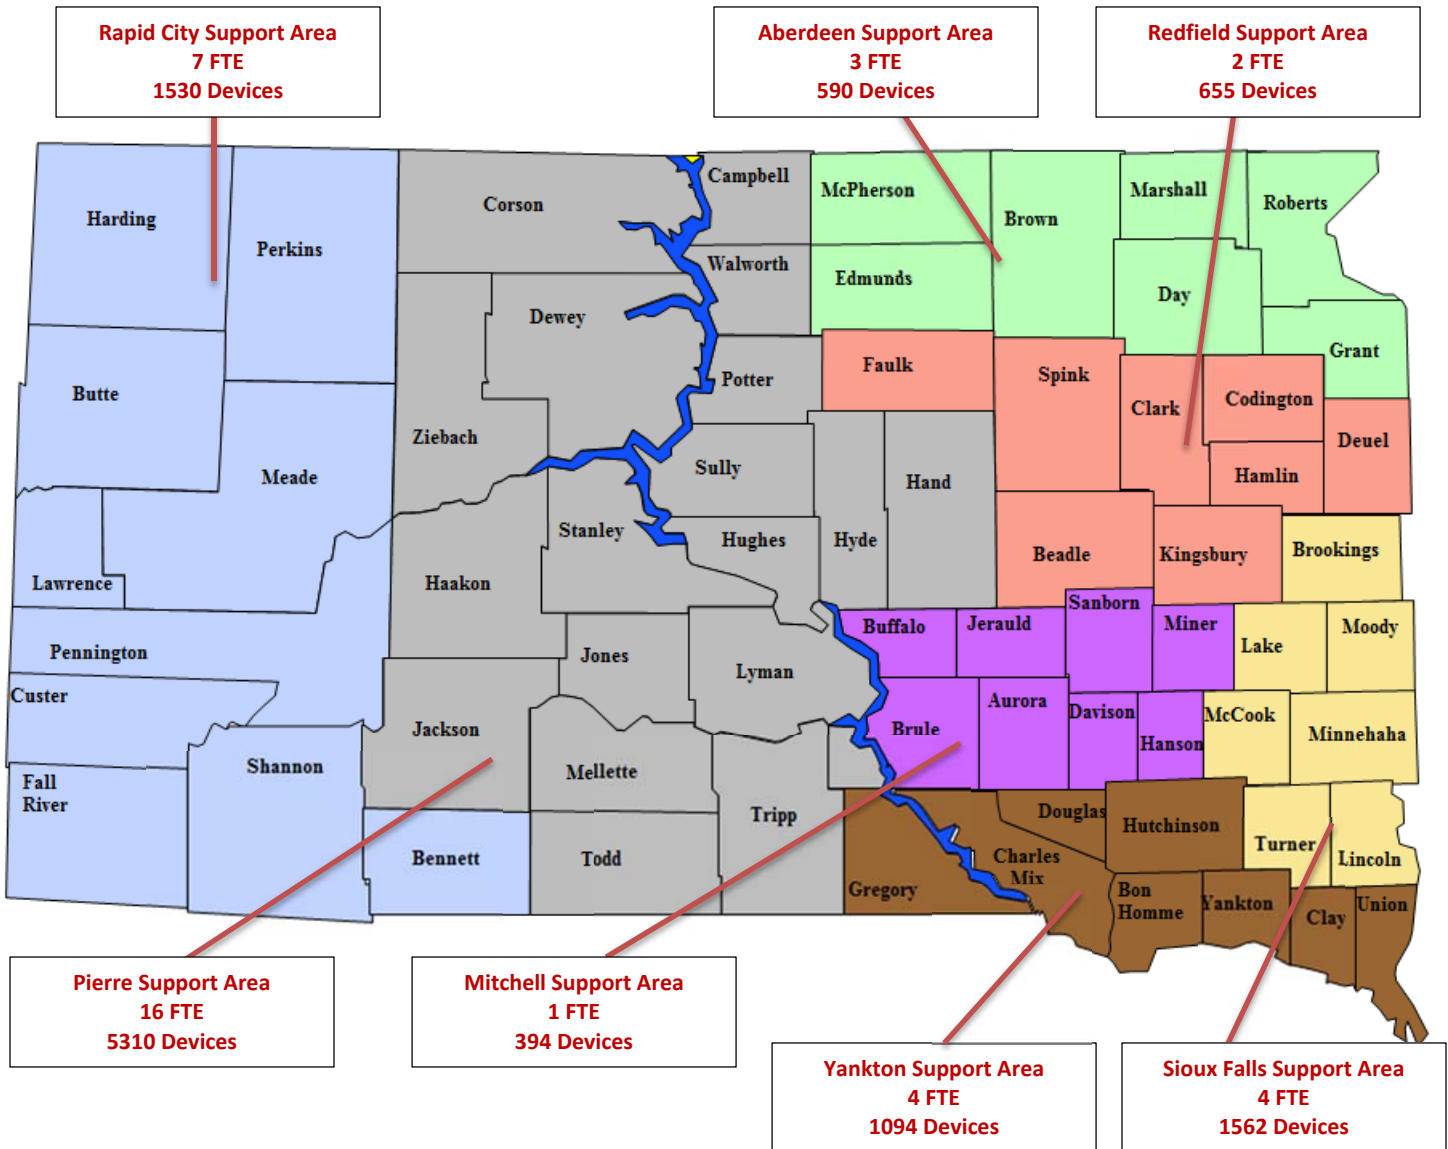 Rapid City Support Area
7 FTE
1530 Devices
Aberdeen Support Area
3 FTE
590 Devices
Redfield Support Area
2 FTE
655 Devices
Harding
Perkins
Corson
Campbell
McPherson
Brown
Marshall
Roberts
Walworth
Edmunds
Day
Dewey
Grant
Butte
Potter
Faulk
Spink
Clark
Codington
Ziebach
Deuel
Meade
Sully
Hand
Hamlin
Stanley
Hughes
Hyde
Beadle
Kingsbury
Brookings
Lawrence
Haakon
Sanborn
Buffalo
Jerauld
Miner
Moody
Pennington
Jones
Lyman
Lake
Custer
Jackson
Brule
Aurora
Davison
Hanson
McCook
Minnehaha
Shannon
Mellette
Fall
River
Tripp
Douglas
Hutchinson
Bennett
Todd
Turner
Lincoln
Gregory
Charles
Mix
Bon
Homme
Yankton
Clay
Union
Pierre Support Area
16 FTE
5310 Devices
Mitchell Support Area
1 FTE
394 Devices
Yankton Support Area
4 FTE
1094 Devices
Sioux Falls Support Area
4 FTE
1562 Devices